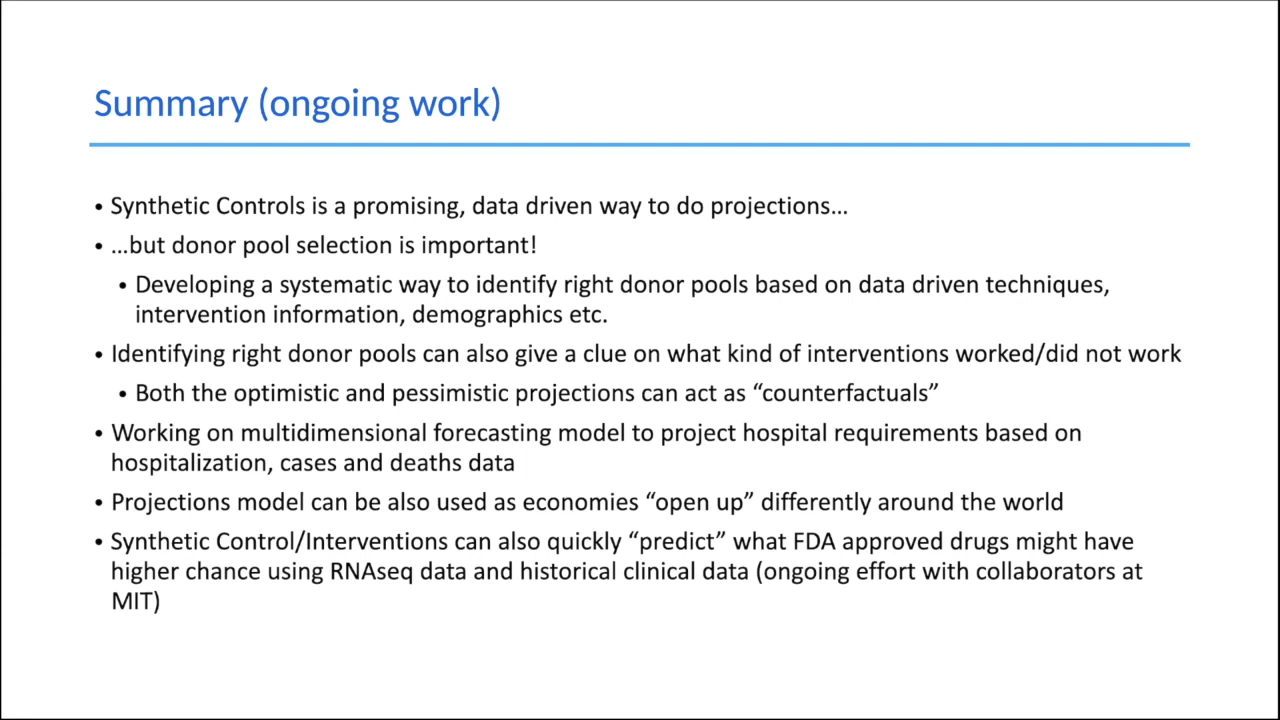 Summary (ongoing work)
• Synthetic Controls is a promising, data driven way to do projections…
• …but donor pool selection is important!
• Developing a systematic way to identify right donor pools based on data driven techniques,
intervention information, demographics etc.
• Identifying right donor pools can also give a clue on what kind of interventions worked/did not work
• Both the optimistic and pessimistic projections can act as “counterfactuals”
• Working on multidimensional forecasting model to project hospital requirements based on
hospitalization, cases and deaths data
• Projections model can be also used as economies “open up” differently around the world
• Synthetic Control/Interventions can also quickly “predict” what FDA approved drugs might have
higher chance using RNAseq data and historical clinical data (ongoing effort with collaborators at
MIT)